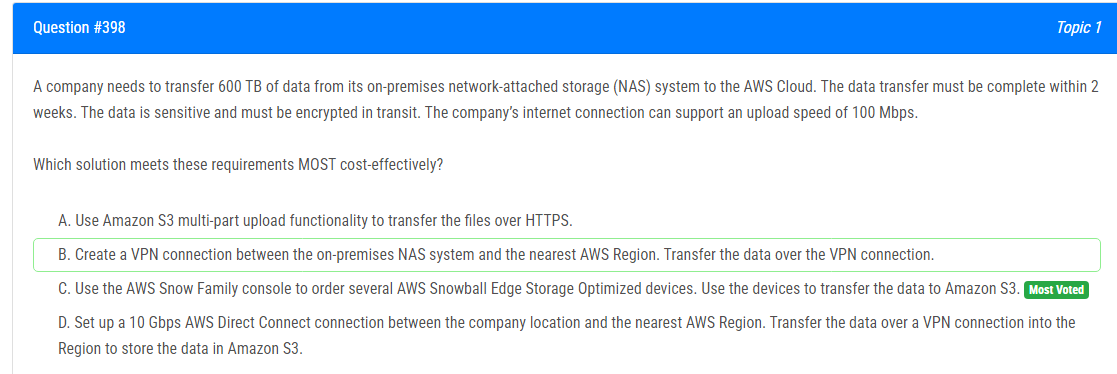 Question #398
Topic 1
A company needs to transfer 600 TB of data from its on-premises network-attached storage (NAS) system to the AWS Cloud. The data transfer must be complete within 2
weeks. The data is sensitive and must be encrypted in transit. The company’s internet connection can support an upload speed of 100 Mbps.
Which solution meets these requirements MOST cost-effectively?
A. Use Amazon S3 multi-part upload functionality to transfer the files over HTTPS.
B. Create a VPN connection between the on-premises NAS system and the nearest AWS Region. Transfer the data over the VPN connection.
C. Use the AWS Snow Family console to order several AWS Snowball Edge Storage Optimized devices. Use the devices to transfer the data to Amazon S3. Most Voted
D. Set up a 10 Gbps AWS Direct Connect connection between the company location and the nearest AWS Region. Transfer the data over a VPN connection into the
Region to store the data in Amazon S3.